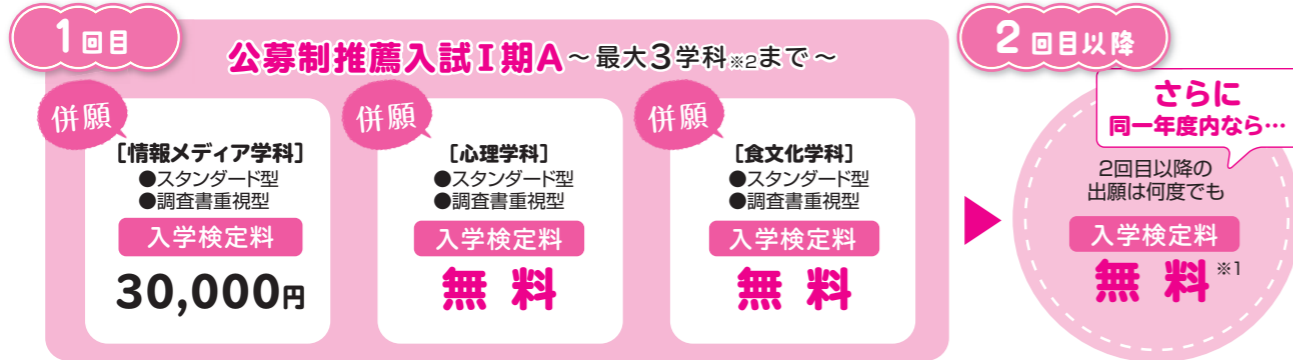 1回目
公募制推薦入試Ⅰ期A～最大3学科※2まで～
併願
[情報メディア学科]
●スタンダード型
●調査書重視型
入学検定料
30,000円
併願
[心理学科]
●スタンダード型
●調査書重視型
入学検定料
無料
併願
[食文化学科]
●スタンダード型
●調査書重視型
入学検定料
無料
2回目以降
さらに
同一年度内なら…
2回目以降の
出願は何度でも
入学検定料
無料※1